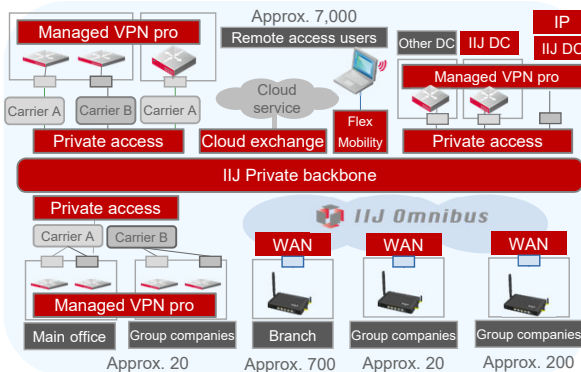 Approx. 7,000
Remote access users
Managed VPN pro
Carrier A
Carrier B
Carrier A
Private access
Cloud
service
Cloud exchange
Flex
Mobility
Other DC
IIJ DC
IP
IIJ DC
Managed VPN pro
Private access
IIJ Private backbone
Private access
Carrier A
Carrier B
Managed VPN pro
Main office
Group companies
Approx. 20
IIJ Omnibus
WAN
Branch
Approx. 700
WAN
Group companies
Approx. 20
WAN
Group companies
Approx. 200